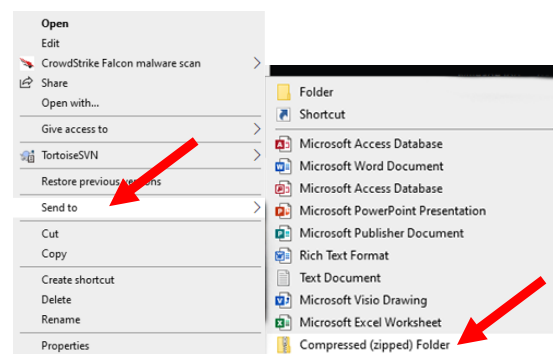 Open
Edit
CrowdStrike Falcon malware scan
Share
Open with...
Give access to
TortoiseSVN
Restore previous versions
Send to
Cut
Copy
Create shortcut
Delete
Rename
Properties
Folder
Shortcut
Microsoft Access Database
Microsoft Word Document
Microsoft Access Database
Microsoft PowerPoint Presentation
Microsoft Publisher Document
Rich Text Format
Text Document
Microsoft Visio Drawing
Microsoft Excel Worksheet
Compressed (zipped) Folder